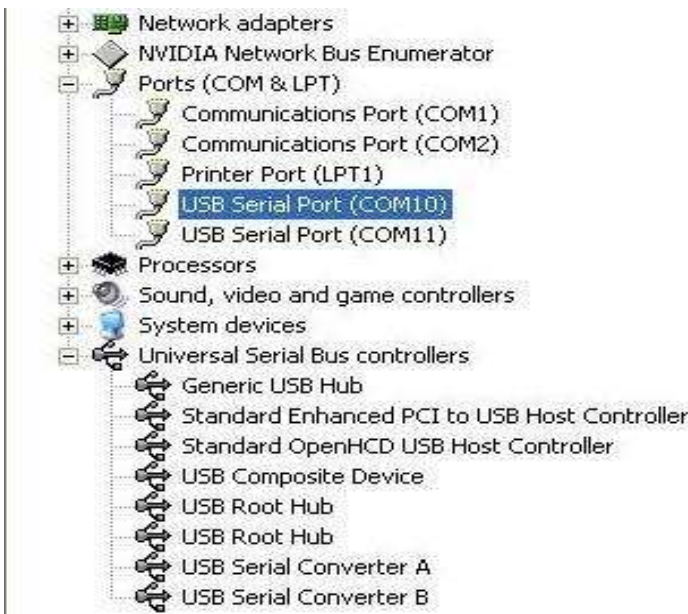 Network adapters
NVIDIA Network Bus Enumerator
Ports (COM & LPT)
Communications Port (COM1)
Communications Port (COM2)
Printer Port (LPT1)
USB Serial Port (COM10)
USB Serial Port (COM11)
Processors
Sound, video and game controllers
System devices
Universal Serial Bus controllers
Generic USB Hub
Standard Enhanced PCI to USB Host Controller
Standard OpenHCD USB Host Controller
USB Composite Device
USB Root Hub
USB Root Hub
USB Serial Converter A
USB Serial Converter B